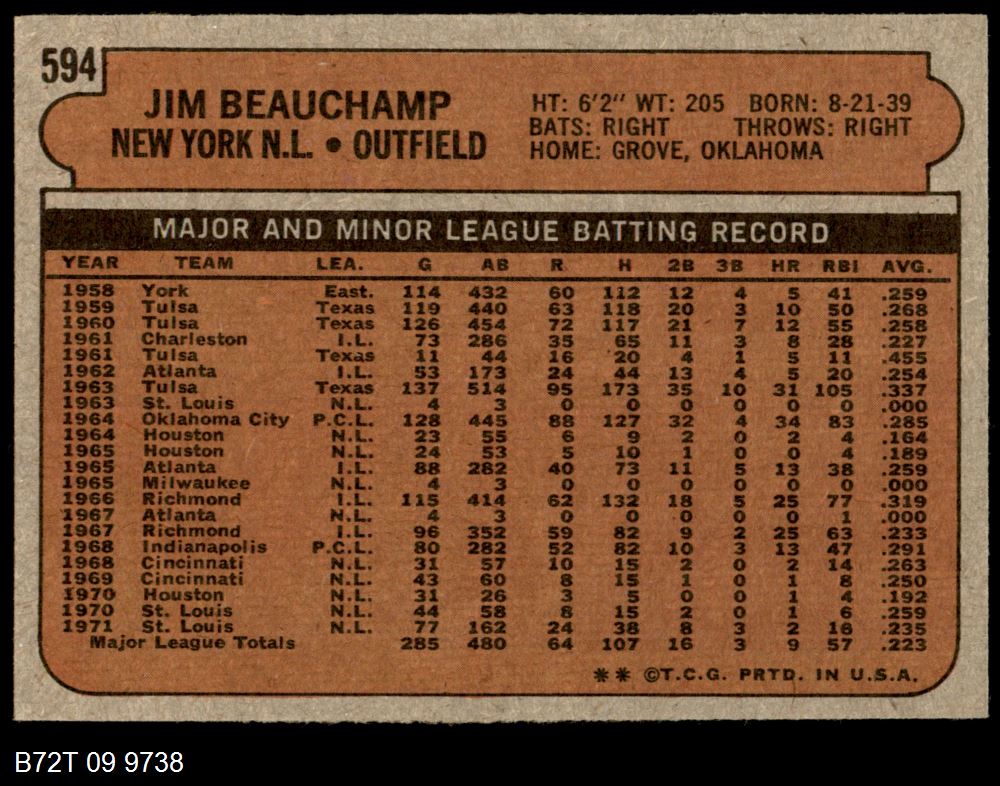 594
JIM BEAUCHAMP
NEW YORK N.L. • OUTFIELD
HT: 6'2" WT: 205 BORN: 8-21-39
BATS: RIGHT THROWS: RIGHT
HOME: GROVE, OKLAHOMA
MAJOR AND MINOR LEAGUE BATTING RECORD
YEAR TEAM LEA. G AB R H 2B 3B HR RBI AVG.
1958 York East. 114 432 60 112 12 4 5 41 .259
1959 Tulsa Texas 119 440 63 118 20 3 10 50 .268
1960 Tulsa Texas 126 454 72 117 21 7 12 55 .258
1961 Charleston I.L. 73 286 35 65 11 3 8 28 .227
1961 Tulsa Texas 11 44 16 20 4 1 5 11 .455
1962 Atlanta I.L. 53 173 24 44 13 4 5 20 .254
1963 Tulsa Texas 137 514 95 173 35 10 31 105 .337
1963 St. Louis N.L. 4 3 0 0 0 0 0 0 .000
1964 Oklahoma City P.C.L. 128 445 88 127 32 4 34 83 .285
1964 Houston N.L. 23 55 6 9 2 0 2 4 .164
1965 Houston N.L. 24 53 5 10 1 0 0 4 .189
1965 Atlanta I.L. 88 282 40 73 11 5 13 38 .259
1965 Milwaukee N.L. 4 3 0 0 0 0 0 0 .000
1966 Richmond I.L. 115 414 62 132 18 5 25 77 .319
1967 Atlanta N.L. 4 3 0 0 0 0 0 1 .000
1967 Richmond I.L. 96 352 59 82 9 2 25 63 .233
1968 Indianapolis P.C.L. 80 282 52 82 10 3 13 47 .291
1968 Cincinnati N.L. 31 57 10 15 2 0 2 14 .263
1969 Cincinnati N.L. 43 60 8 15 1 0 1 8 .250
1970 Houston N.L. 31 26 3 5 0 0 1 4 .192
1970 St. Louis N.L. 44 58 8 15 2 0 1 6 .259
1971 St. Louis N.L. 77 162 24 38 8 3 2 16 .235
Major League Totals 285 480 64 107 16 3 9 57 .223
** ©T.C.G. PRTD. IN U.S.A.
B72T 09 9738